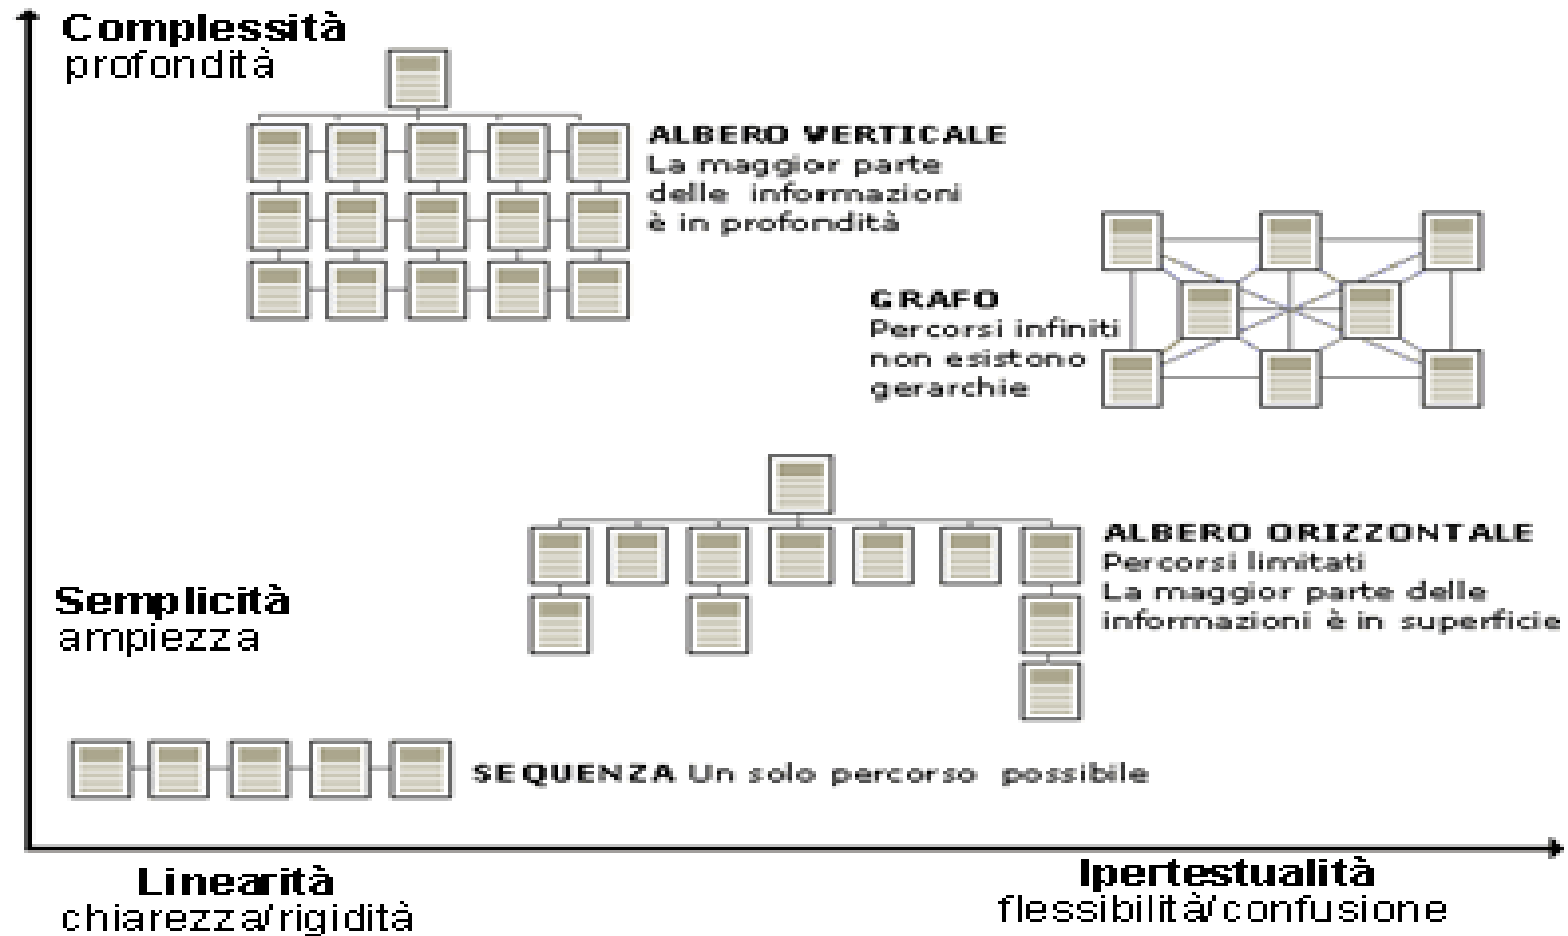 Complessità
profondità
ALBERO VERTICALE
La maggior parte
delle informazioni
è in profondità
GRAFO
Percorsi infiniti
non esistono
gerarchie
ALBERO ORIZZONTALE
Percorsi limitati
La maggior parte delle
informazioni è in superficie
Semplicità
ampiezza
SEQUENZA Un solo percorso possibile
Linearità
chiarezza/rigidità
Ipertestualità
flessibilità/confusione